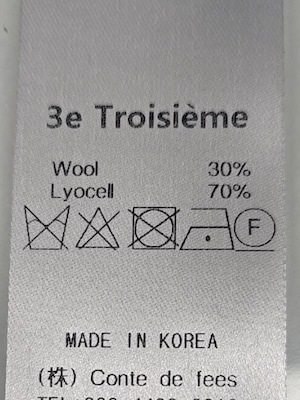 3e Troisième
Wool 30%
Lyocell 70%
F
MADE IN KOREA
(株) Conte de fees